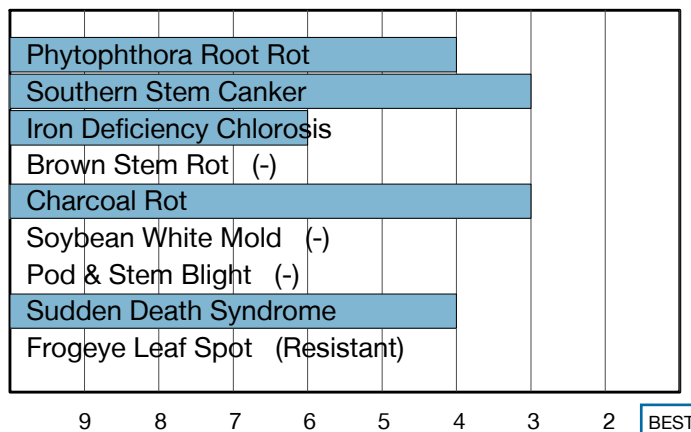 Phytophthora Root Rot
Southern Stem Canker
Iron Deficiency Chlorosis
Brown Stem Rot (-)
Charcoal Rot
Soybean White Mold (-)
Pod & Stem Blight (-)
Sudden Death Syndrome
Frogeye Leaf Spot (Resistant)
9 8 7 6 5 4 3 2 BEST